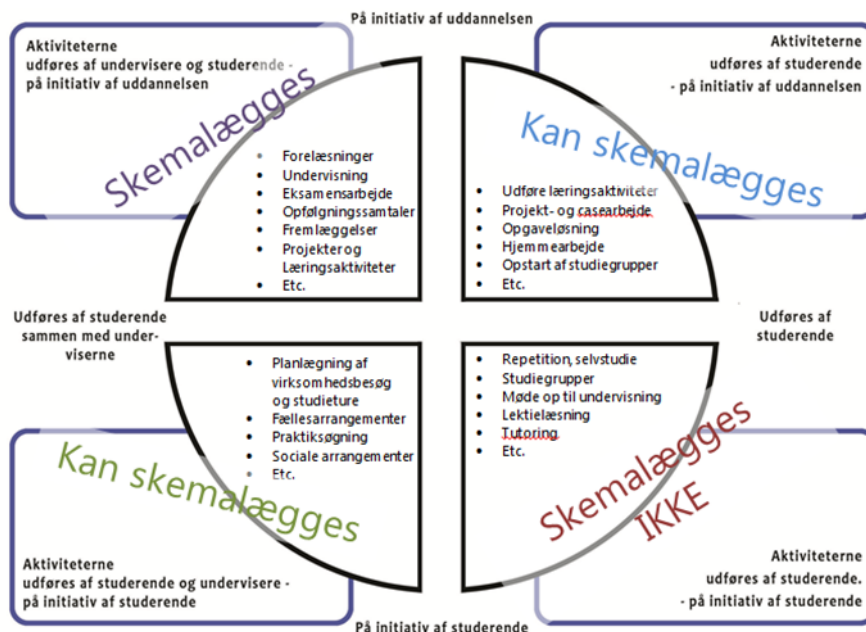 På initiativ af uddannelsen
Aktiviteterne
udføres af undervisere og studerende -
på initiativ af uddannelsen
Skemalægges
Forelæsninger
Undervisning
Eksamensarbejde
Opfølgningssamtaler
Fremlæggelser
Projekter og
Læringsaktiviteter
Etc.
Aktiviteterne
udføres af studerende
- på initiativ af uddannelsen
Kan skemalægges
Udføre læringsaktiviteter
Projekt- og casearbejde
Opgaveløsning
Hjemmearbejde
Opstart af studiegrupper
Etc.
Udføres af studerende
sammen med under-
viserne
Udføres af
studerende
Planlægning af
virksomhedsbesøg
og studieture
Fællesarrangementer
Praktiksøgning
Sociale arrangementer
Etc.
Kan skemalægges
Aktiviteterne
udføres af studerende og undervisere -
på initiativ af studerende
Repetition, selvstudie
Studiegrupper
Møde op til undervisning
Lektielæsning
Tutoring
Etc.
Skemalægges
IKKE
Aktiviteterne
udføres af studerende.
- på initiativ af studerende
På initiativ af studerende